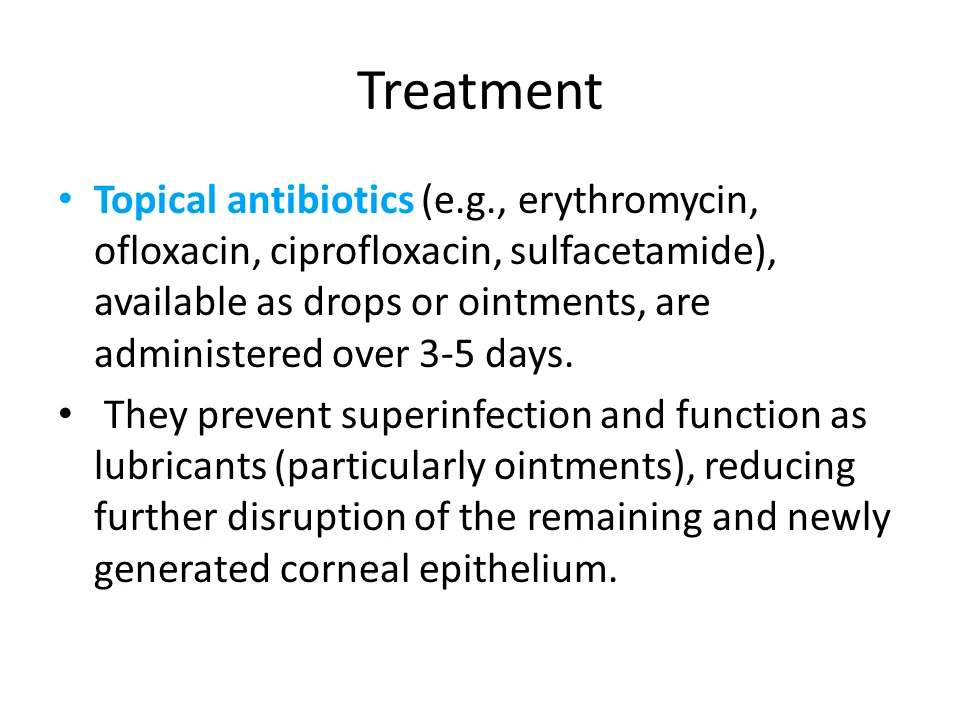 Treatment
• Topical antibiotics (e.g., erythromycin,
ofloxacin, ciprofloxacin, sulfacetamide),
available as drops or ointments, are
administered over 3-5 days.
• They prevent superinfection and function as
lubricants (particularly ointments), reducing
further disruption of the remaining and newly
generated corneal epithelium.